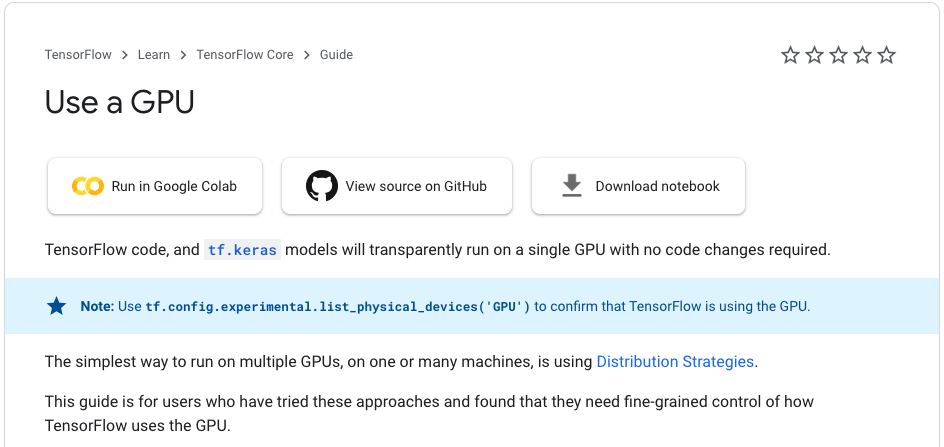 TensorFlow > Learn > TensorFlow Core > Guide
Use a GPU
Run in Google Colab
View source on GitHub
Download notebook
TensorFlow code, and tf.keras models will transparently run on a single GPU with no code changes required.
Note: Use tf.config.experimental.list_physical_devices('GPU') to confirm that TensorFlow is using the GPU.
The simplest way to run on multiple GPUs, on one or many machines, is using Distribution Strategies.
This guide is for users who have tried these approaches and found that they need fine-grained control of how
TensorFlow uses the GPU.